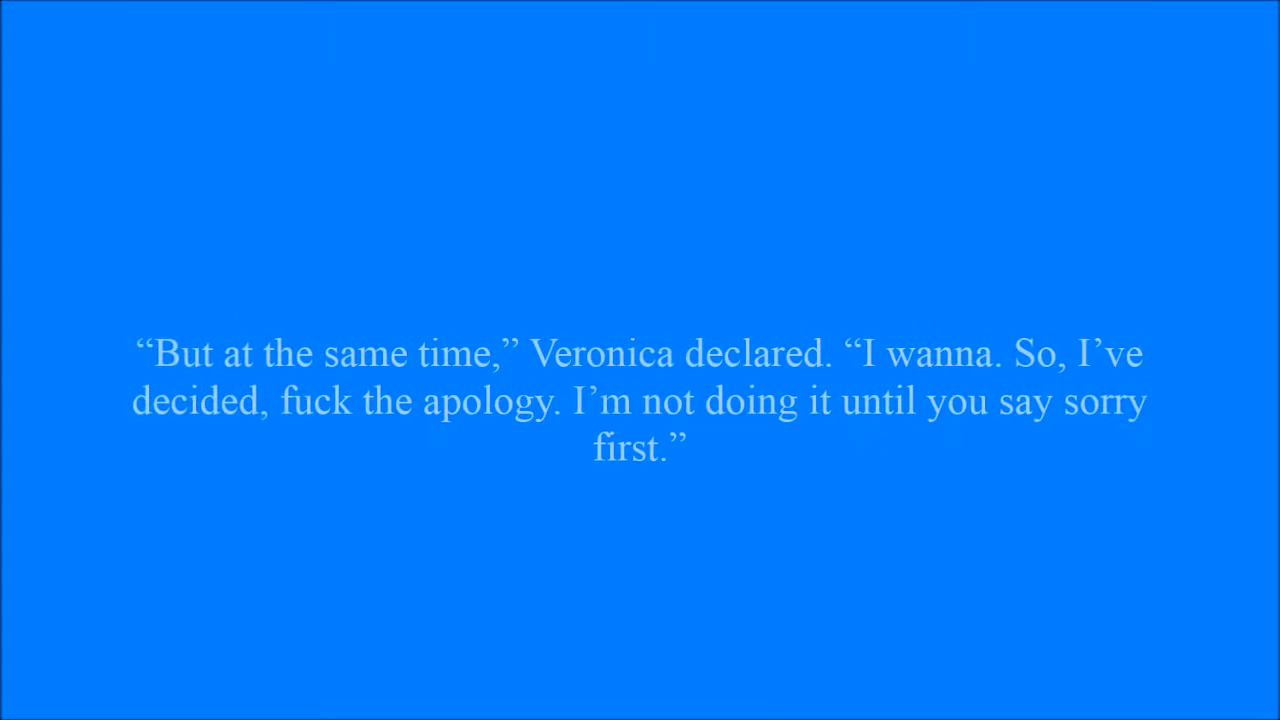 “But at the same time,” Veronica declared. “I wanna. So, I’ve
decided, fuck the apology. I’m not doing it until you say sorry
first.”